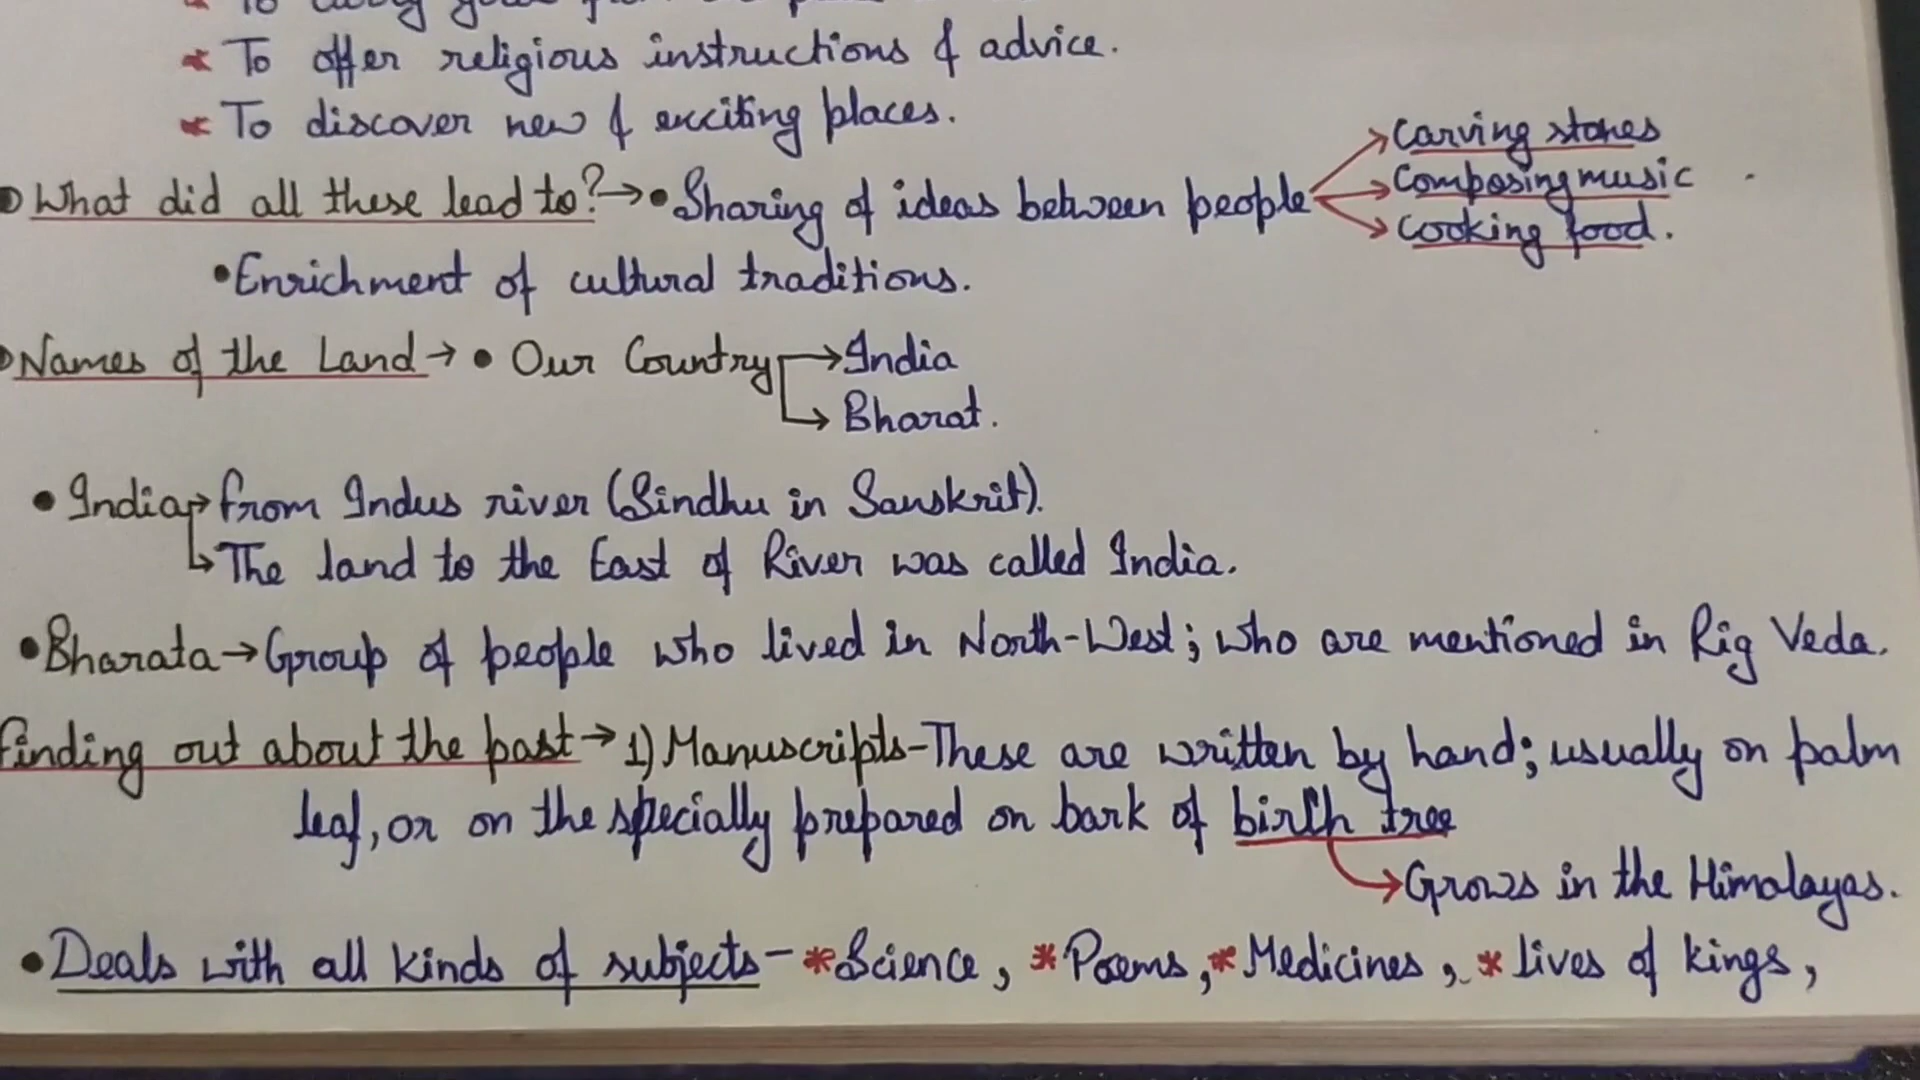 * To
* To offer religious instructions & advice.
* To discover new & exciting places.
• What did all these lead to? → • Sharing of ideas between people → Carving stones
→ Composing music
→ Cooking food.
• Enrichment of cultural traditions.
• Names of the Land → • Our Country → India
→ Bharat.
• India → from Indus river (Sindhu in Sanskrit).
↳ The land to the East of River was called India.
• Bharata → Group of people who lived in North-West; who are mentioned in Rig Veda.
finding out about the past → 1) Manuscripts - These are written by hand; usually on palm
leaf, or on the specially prepared on bark of birth tree
→ Grows in the Himalayas.
• Deals with all kinds of subjects - * Science, * Poems, * Medicines, * lives of kings,